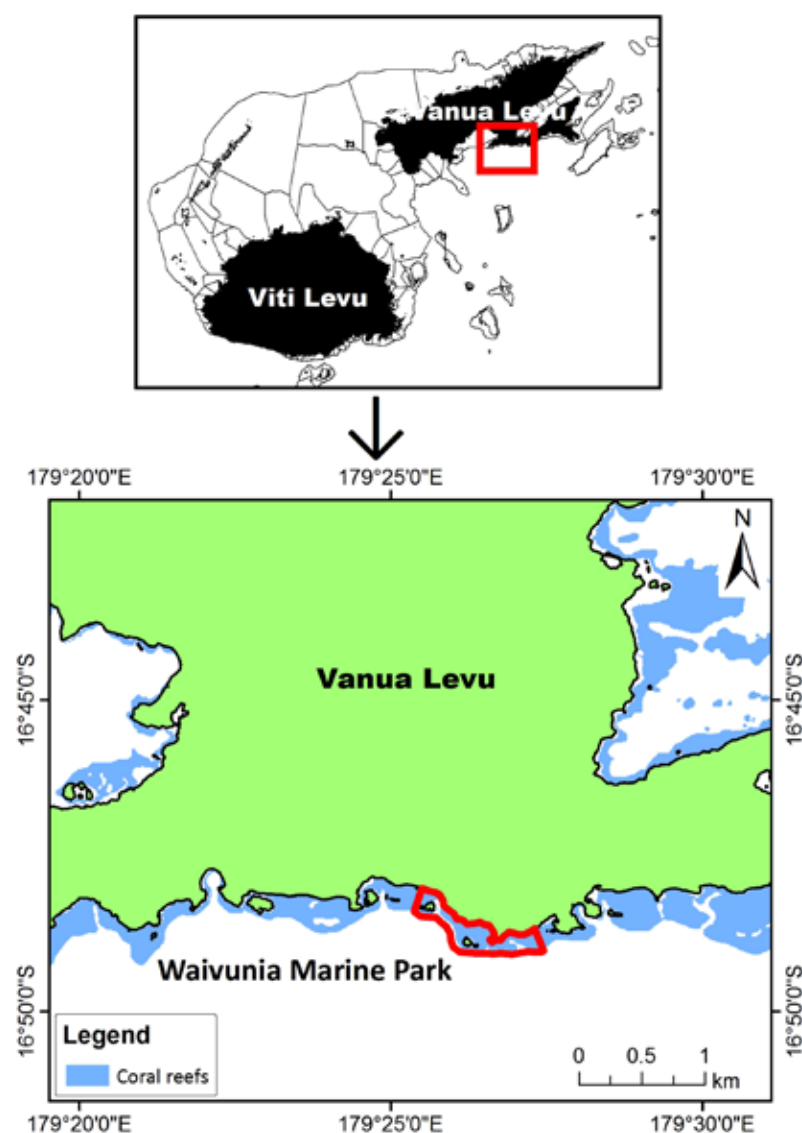 Vanua Levu
Viti Levu
179°20'0"E 179°25'0"E 179°30'0"E
N
Vanua Levu
16°45'0"S 16°45'0"S
Waivunia Marine Park
16°50'0"S 16°50'0"S
Legend
Coral reefs
0 0.5 1
km
179°20'0"E 179°25'0"E 179°30'0"E